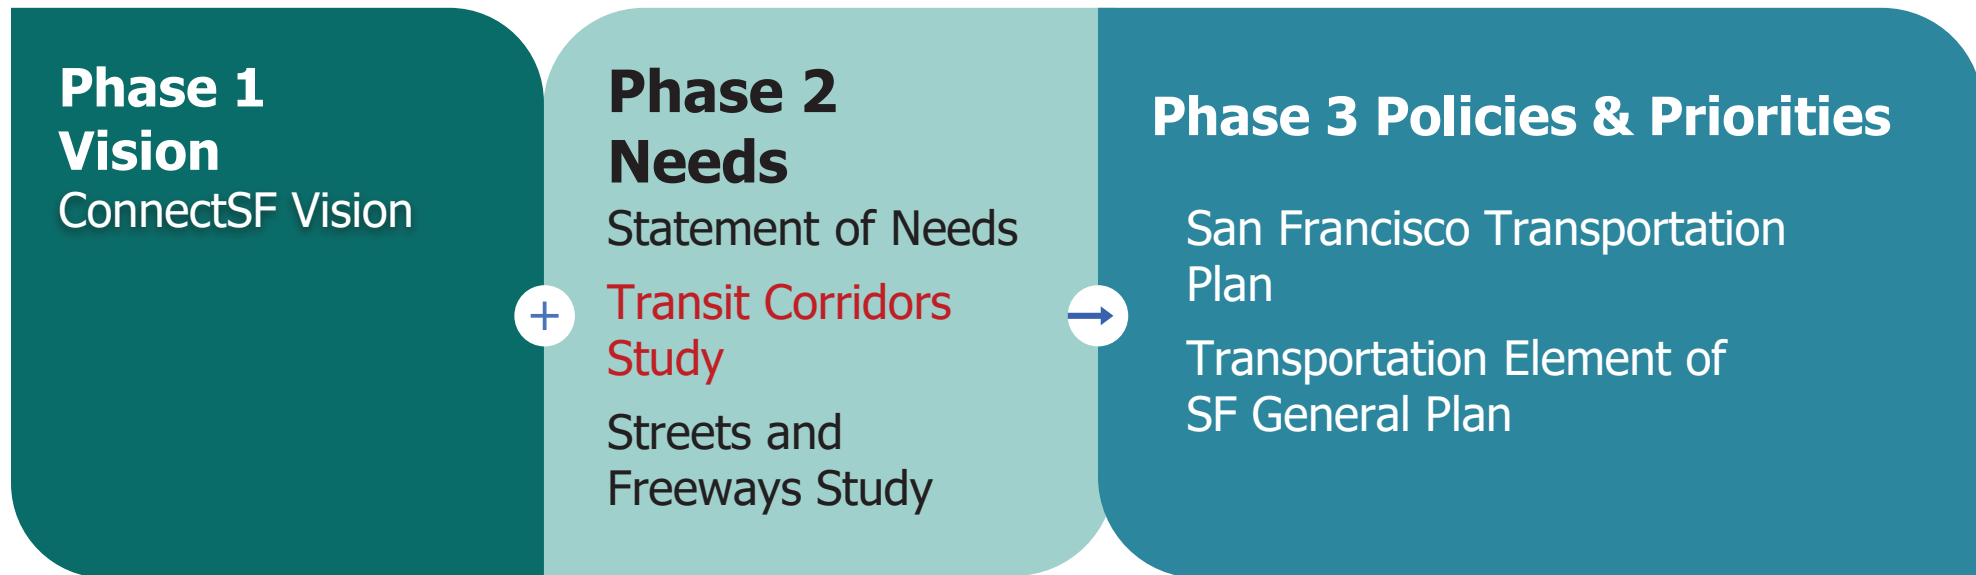 Phase 1
Vision
ConnectSF Vision
+
Phase 2
Needs
Statement of Needs
Transit Corridors
Study
Streets and
Freeways Study
→
Phase 3 Policies & Priorities
San Francisco Transportation
Plan
Transportation Element of
SF General Plan